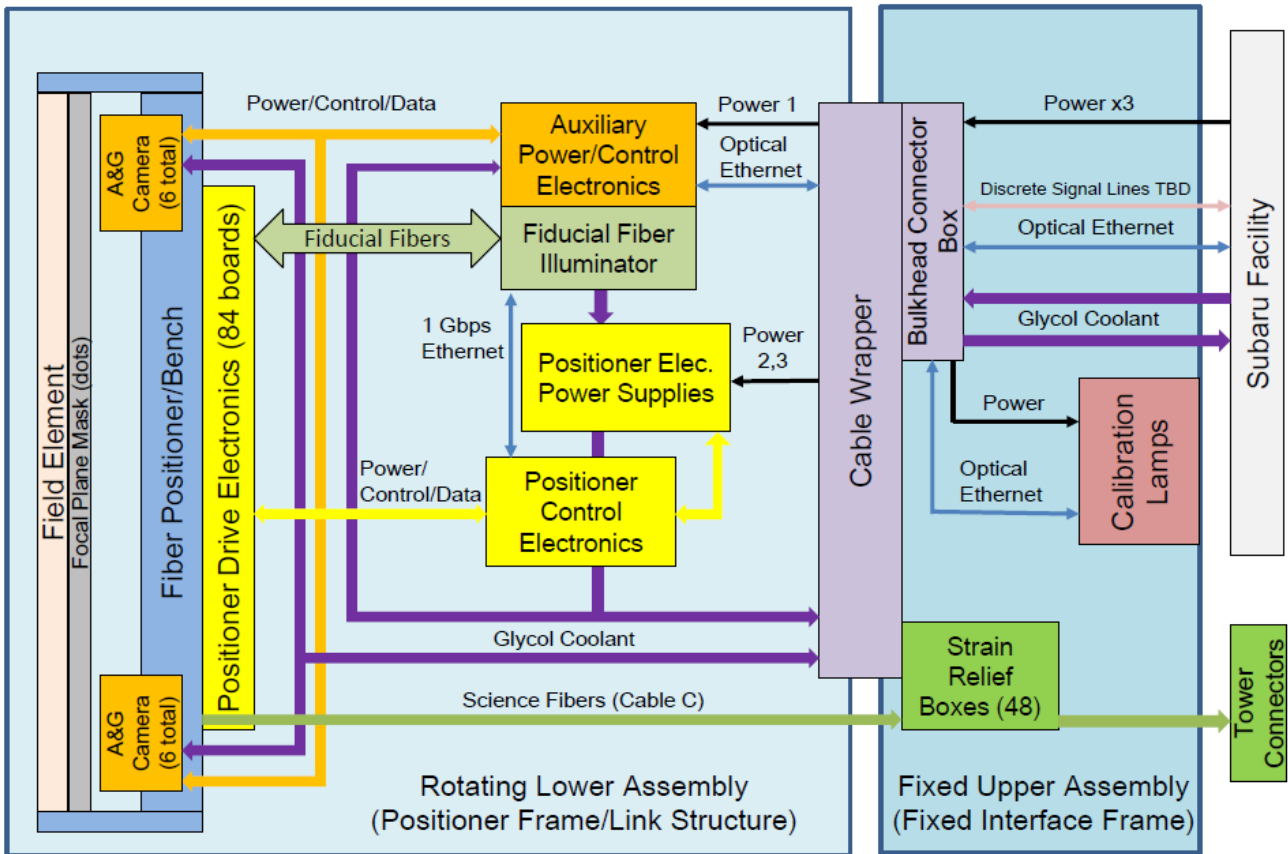 Field Element
Focal Plane Mask (dots)
A&G
Camera
(6 total)
A&G
Camera
(6 total)
Fiber Positioner/Bench
Positioner Drive Electronics (84 boards)
Power/Control/Data
Fiducial Fibers
Auxiliary
Power/Control
Electronics
Fiducial Fiber
Illuminator
Power 1
Optical
Ethernet
1 Gbps
Ethernet
Positioner Elec.
Power Supplies
Power
2,3
Power/
Control/Data
Positioner
Control
Electronics
Glycol Coolant
Science Fibers (Cable C)
Rotating Lower Assembly
(Positioner Frame/Link Structure)
Cable Wrapper
Bulkhead Connector
Box
Power x3
Discrete Signal Lines TBD
Optical Ethernet
Glycol Coolant
Power
Optical
Ethernet
Calibration
Lamps
Strain
Relief
Boxes (48)
Fixed Upper Assembly
(Fixed Interface Frame)
Subaru Facility
Tower
Connectors